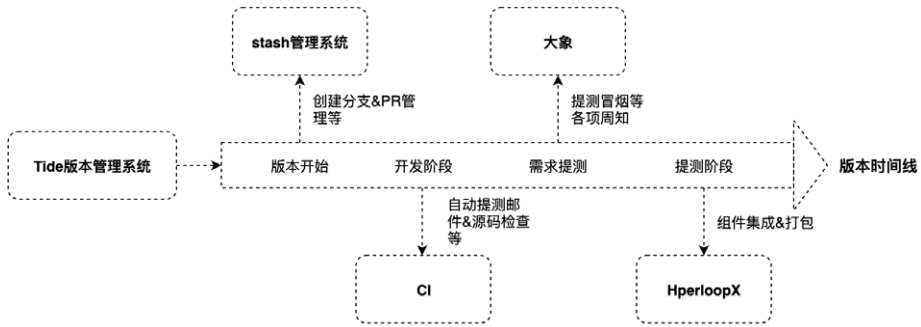 stash管理系统
大象
创建分支&PR管
理等
提测冒烟等
各项周知
Tide版本管理系统
版本开始
开发阶段
需求提测
提测阶段
版本时间线
自动提测邮
件&源码检查
等
组件集成&打包
CI
HperloopX